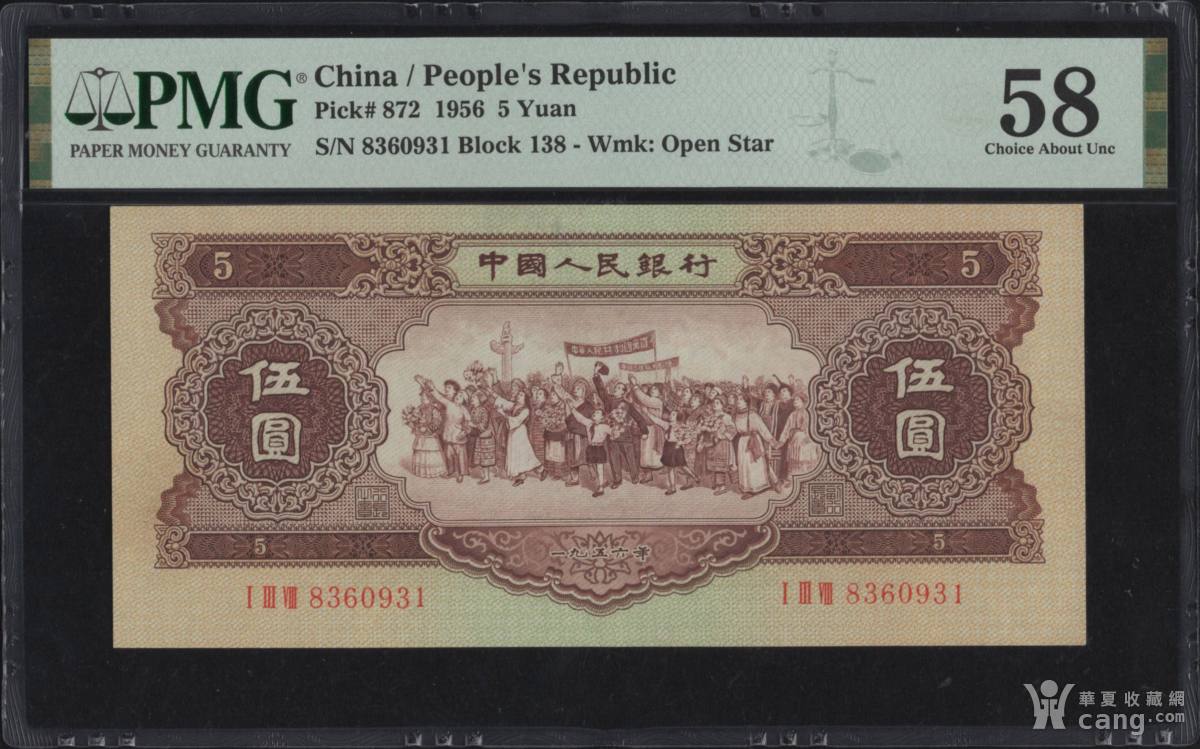 PMG®
PAPER MONEY GUARANTY
China / People's Republic
Pick# 872 1956 5 Yuan
S/N 8360931 Block 138 - Wmk: Open Star
58
Choice About Unc
5
中國人民銀行
5
伍圓
伍圓
5
一九五六年
5
I III VIII 8360931
I III VIII 8360931
華夏收藏網
cang.com